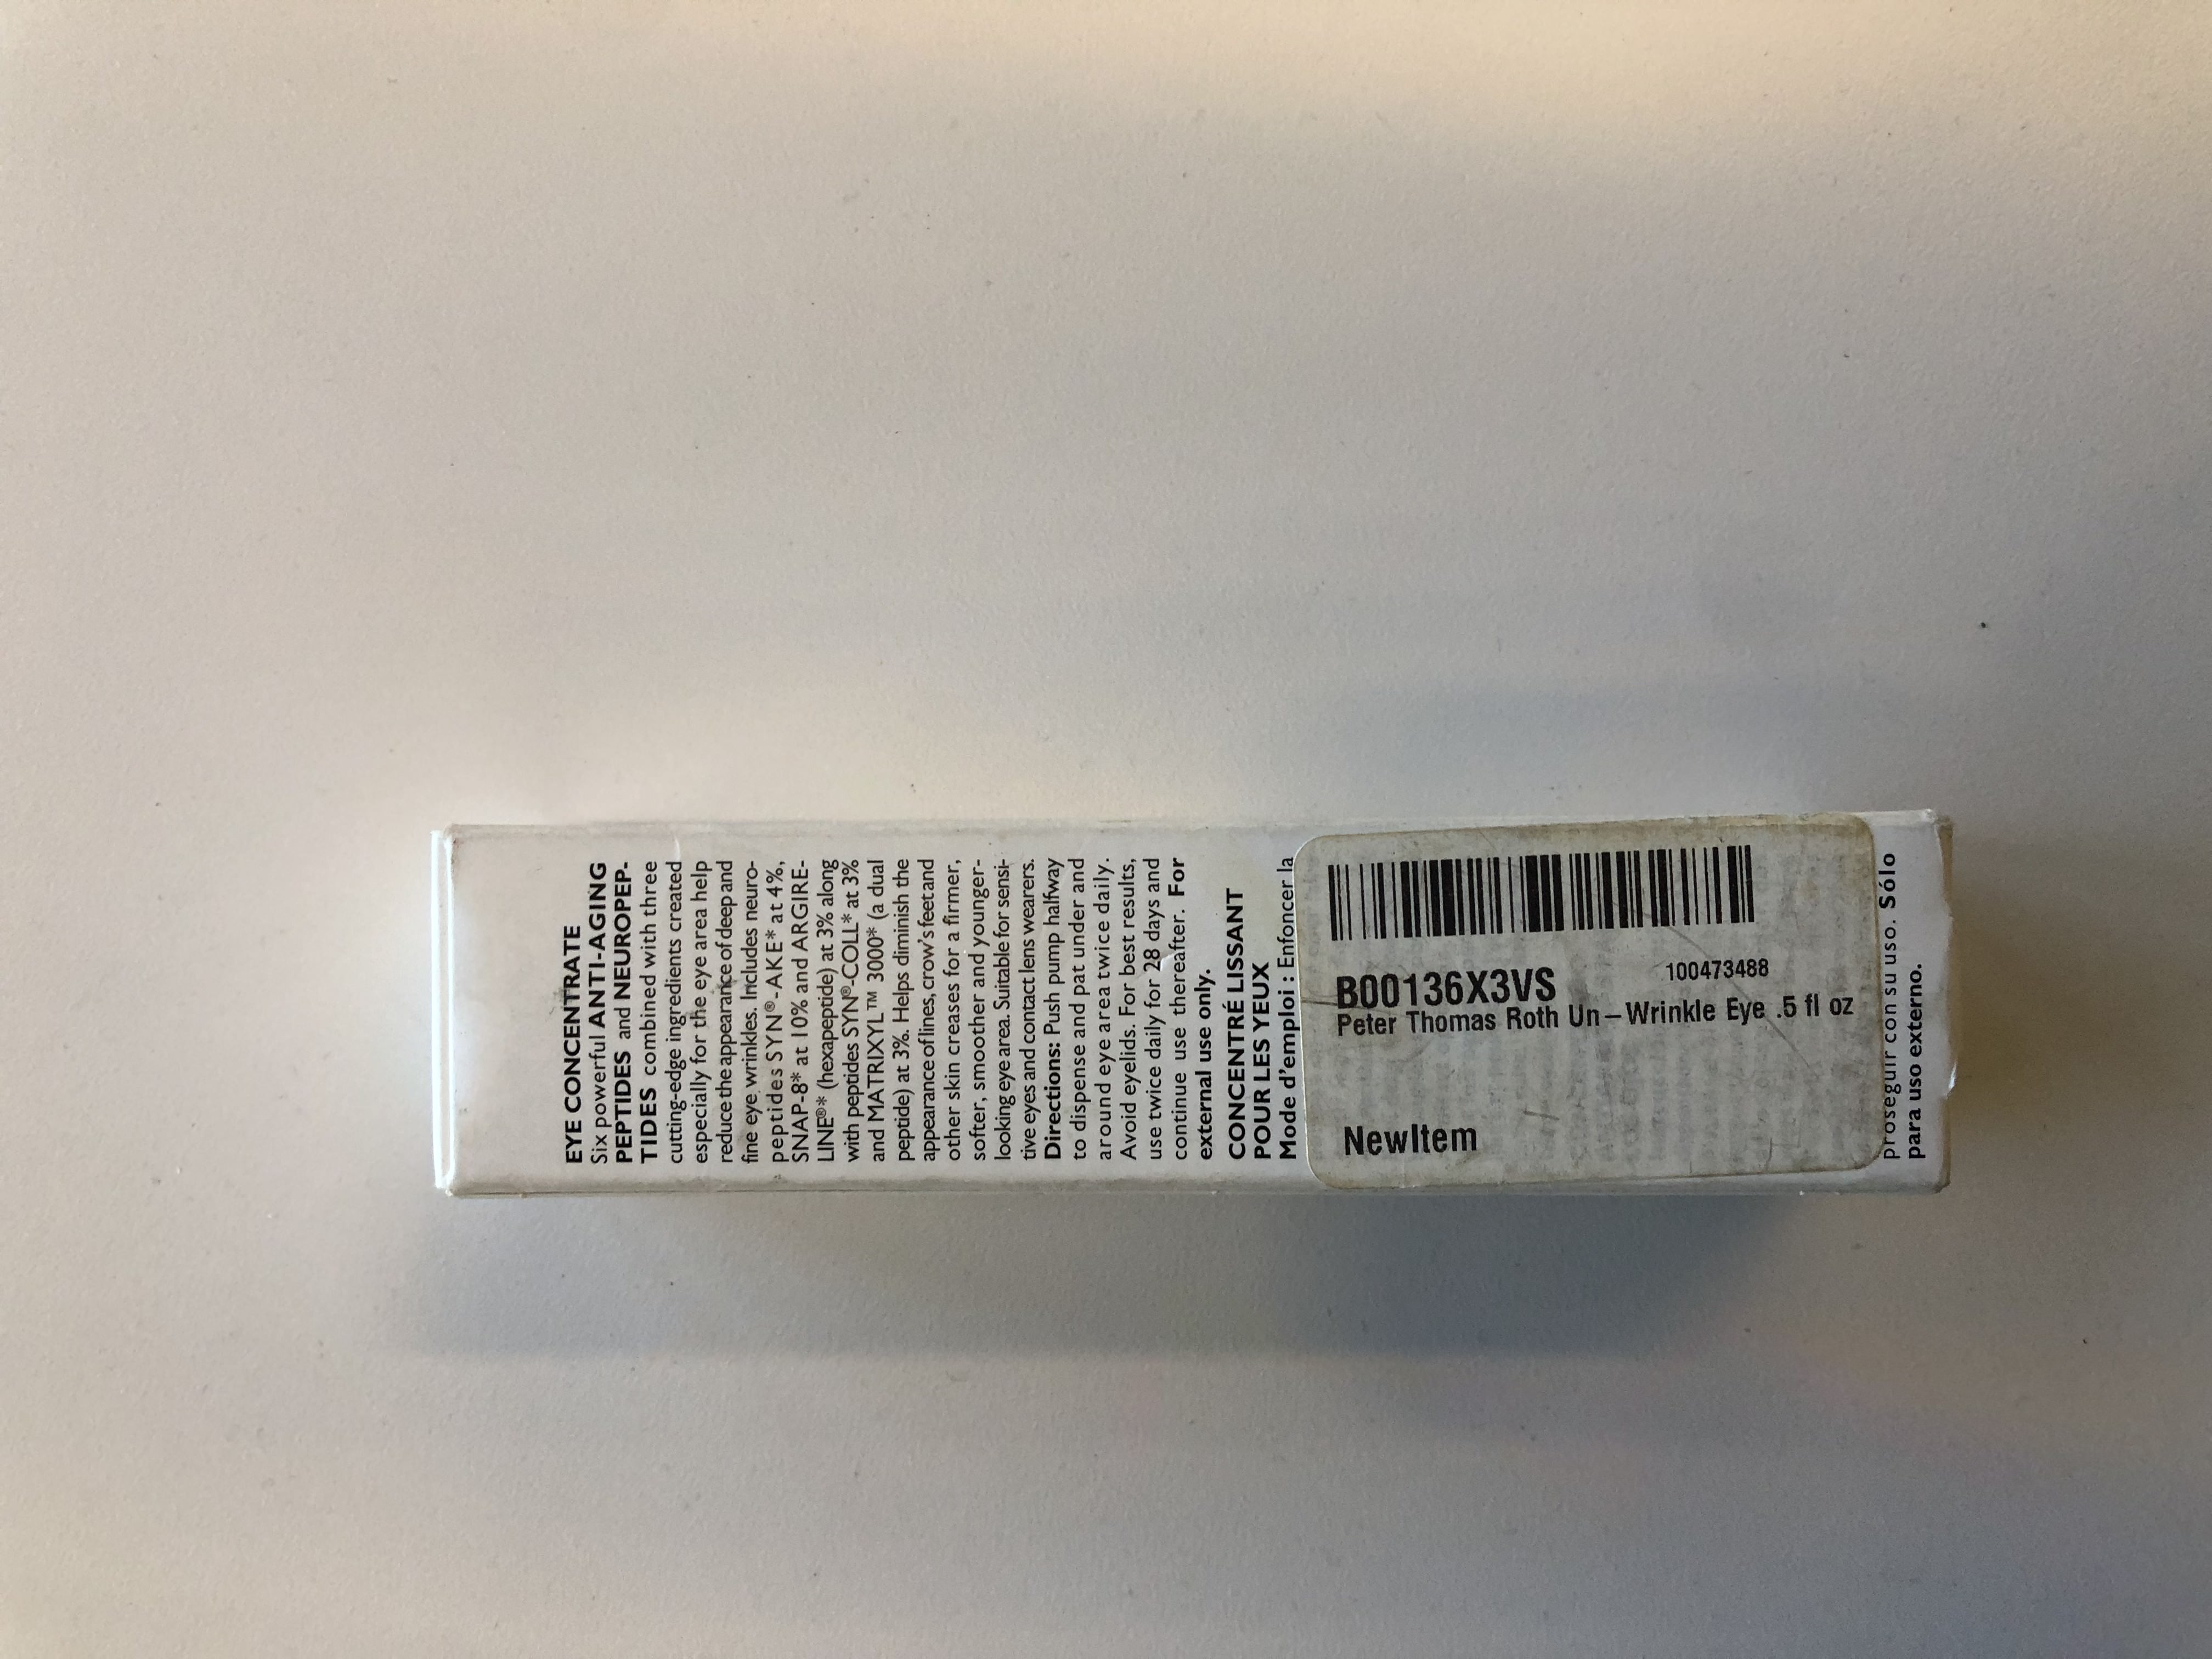 EYE CONCENTRATE
Six powerful ANTI-AGING
PEPTIDES and NEUROPEP-
TIDES combined with three
cutting-edge ingredients created
especially for the eye area help
reduce the appearance of deep and
fine eye wrinkles. Includes neuro-
peptides SYN®-AKE* at 4%,
SNAP-8* at 10% and ARGIRE-
LINE®* (hexapeptide) at 3% along
with peptides SYN®-COLL* at 3%
and MATRIXYL™ 3000* (a dual
peptide) at 3%. Helps diminish the
appearance of lines, crow's feet and
other skin creases for a firmer,
softer, smoother and younger-
looking eye area. Suitable for sensi-
tive eyes and contact lens wearers.
Directions: Push pump halfway
to dispense and pat under and
around eye area twice daily.
Avoid eyelids. For best results,
use twice daily for 28 days and
continue use thereafter. For
external use only.
CONCENTRÉ LISSANT
POUR LES YEUX
Mode d'emploi : Enfoncer la
100473488
B00136X3VS
Peter Thomas Roth Un-Wrinkle Eye .5 fl oz
NewItem
proseguir con su uso. Sólo
para uso externo.